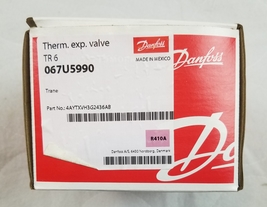 Therm. exp. valve
TR 6
067U5990
Danfoss
MADE IN MEXICO
Trane
Part No.: 4AYTXVH3G2436AB
R410A
Danfoss A/S, 6430 Nordborg, Denmark
Danfoss
Da